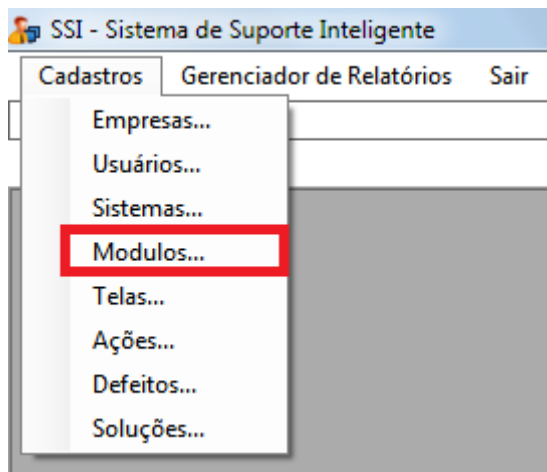 SSI - Sistema de Suporte Inteligente
Cadastros Gerenciador de Relatórios Sair
Empresas...
Usuários...
Sistemas...
Modulos...
Telas...
Ações...
Defeitos...
Soluções...